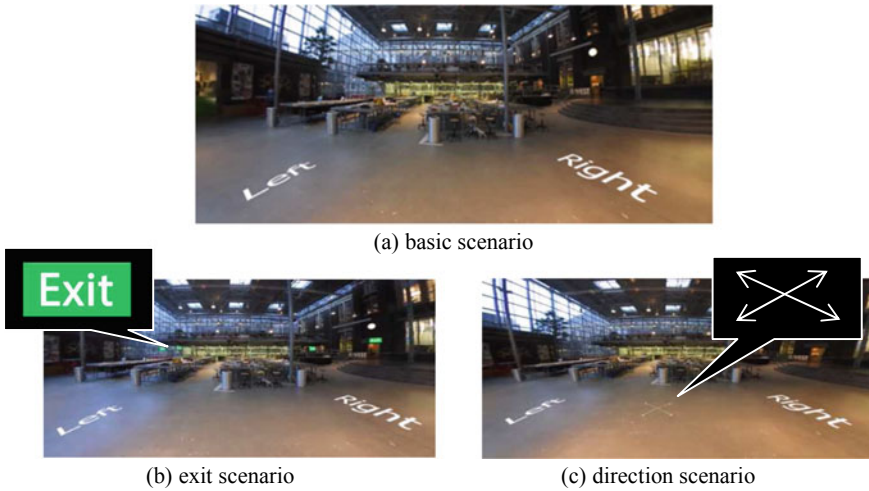 Left
Right
(a) basic scenario
Exit
Left
Right
(b) exit scenario
Left
Right
(c) direction scenario